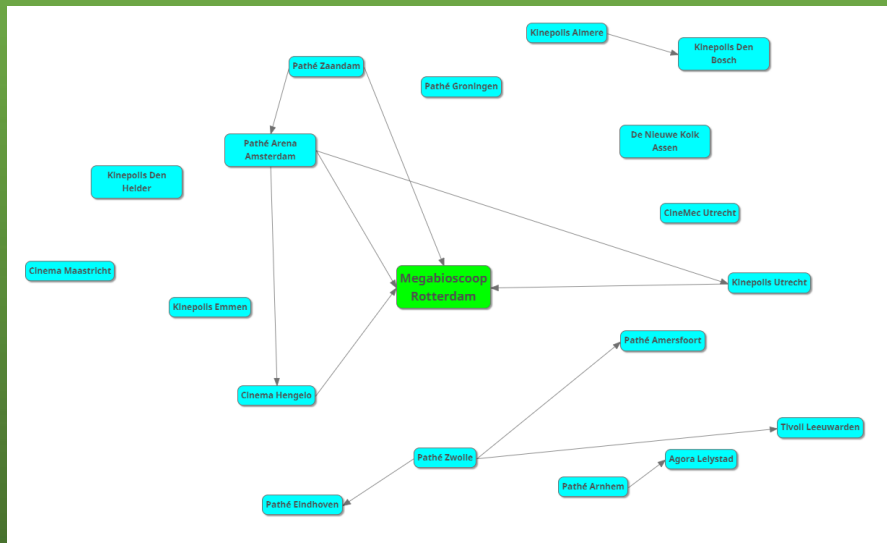 Kinepolis Almere
Kinepolis Den
Bosch
Pathé Zaandam
Pathé Groningen
De Nieuwe Kolk
Assen
Pathé Arena
Amsterdam
Kinepolis Den
Helder
CineMec Utrecht
Cinema Maastricht
Megabioscoop
Rotterdam
Kinepolis Utrecht
Kinepolis Emmen
Pathé Amersfoort
Cinema Hengelo
Tivoli Leeuwarden
Pathé Zwolle
Agora Lelystad
Pathé Arnhem
Pathé Eindhoven